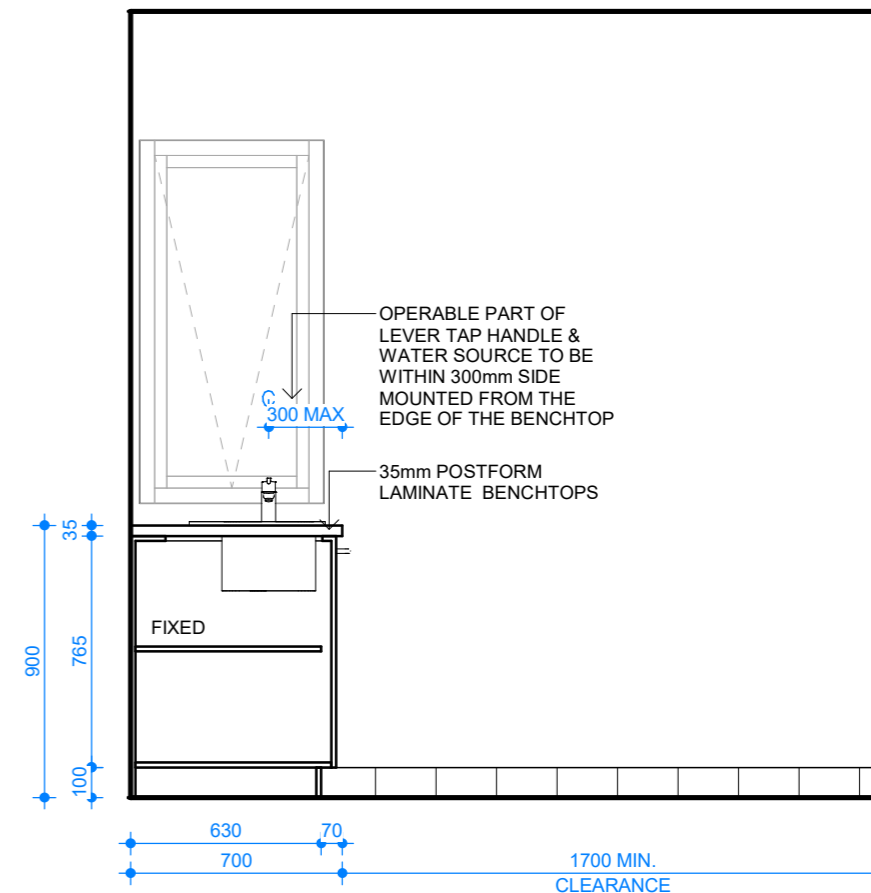 OPERABLE PART OF
LEVER TAP HANDLE &
WATER SOURCE TO BE
WITHIN 300mm SIDE
MOUNTED FROM THE
EDGE OF THE BENCHTOP
300 MAX
35mm POSTFORM
LAMINATE BENCHTOPS
35
FIXED
765
900
100
630
70
700
1700 MIN.
CLEARANCE